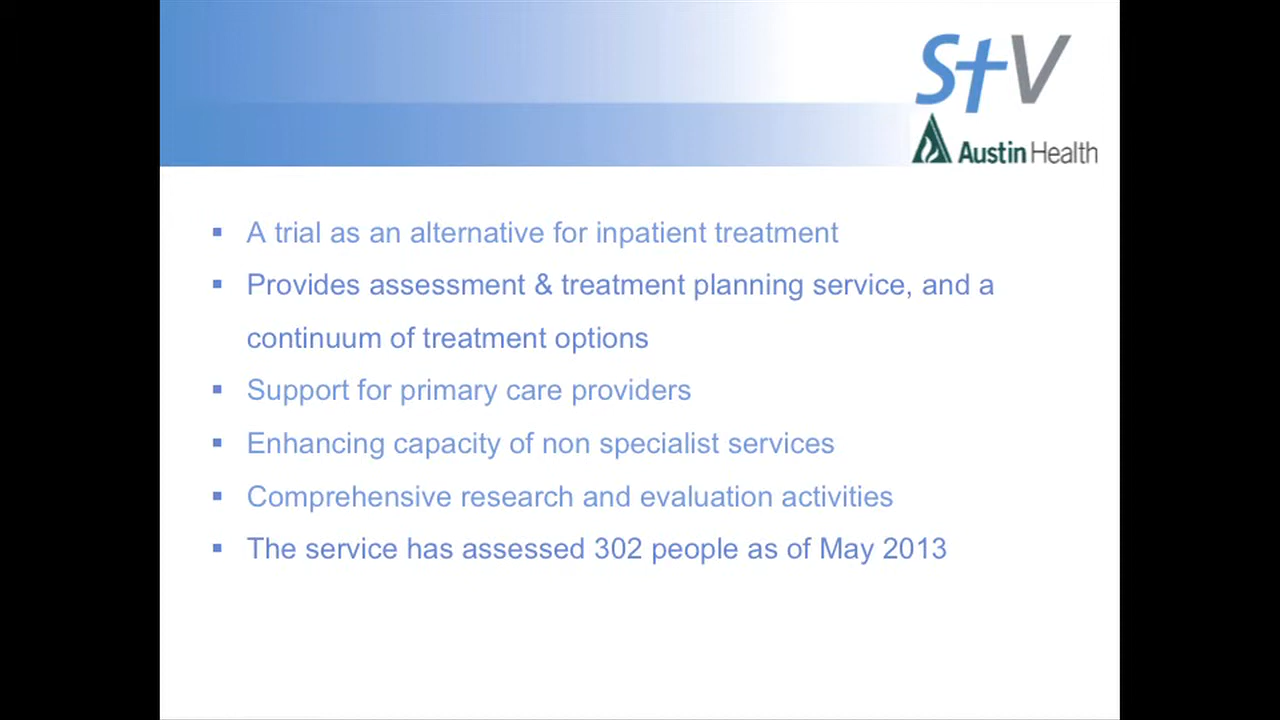 StV
Austin Health
▪ A trial as an alternative for inpatient treatment
▪ Provides assessment & treatment planning service, and a
continuum of treatment options
▪ Support for primary care providers
▪ Enhancing capacity of non specialist services
▪ Comprehensive research and evaluation activities
▪ The service has assessed 302 people as of May 2013